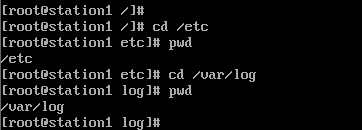 [root@station1 /]#
[root@station1 /]# cd /etc
[root@station1 etc]# pwd
/etc
[root@station1 etc]# cd /var/log
[root@station1 log]# pwd
/var/log
[root@station1 log]#